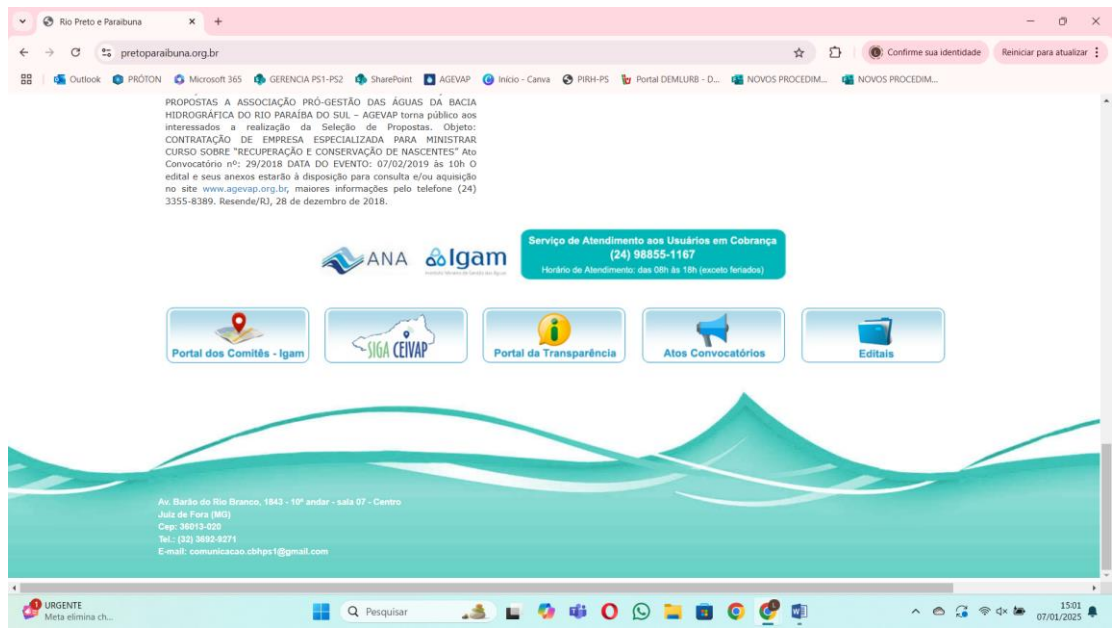 Rio Preto e Paraibuna
pretoparaibuna.org.br
Confirme sua identidade
Reiniciar para atualizar
Outlook
PRÓTON
Microsoft 365
GERENCIA PS1-PS2
SharePoint
AGEVAP
Início - Canva
PIRH-PS
Portal DEMLURB - D...
NOVOS PROCEDIM...
NOVOS PROCEDIM...
PROPOSTAS A ASSOCIAÇÃO PRÓ-GESTÃO DAS ÁGUAS DA BACIA
HIDROGRÁFICA DO RIO PARAÍBA DO SUL – AGEVAP torna público aos
interessados a realização da Seleção de Propostas. Objeto:
CONTRATAÇÃO DE EMPRESA ESPECIALIZADA PARA MINISTRAR
CURSO SOBRE "RECUPERAÇÃO E CONSERVAÇÃO DE NASCENTES" Ato
Convocatório nº: 29/2018 DATA DO EVENTO: 07/02/2019 às 10h O
edital e seus anexos estarão à disposição para consulta e/ou aquisição
no site www.agevap.org.br, maiores informações pelo telefone (24)
3355-8389. Resende/RJ, 28 de dezembro de 2018.
ANA
Igam
Serviço de Atendimento aos Usuários em Cobrança
(24) 98855-1167
Horário de Atendimento: das 08h às 18h (exceto feriados)
Portal dos Comitês - Igam
SIGA CEIVAP
Portal da Transparência
Atos Convocatórios
Editais
Av. Barão do Rio Branco, 1843 - 10º andar - sala 07 - Centro
Juiz de Fora (MG)
Cep: 36013-020
Tel.: (32) 3692-9271
E-mail: comunicacao.cbhps1@gmail.com
URGENTE
Meta elimina ch...
Pesquisar
15:01
07/01/2025